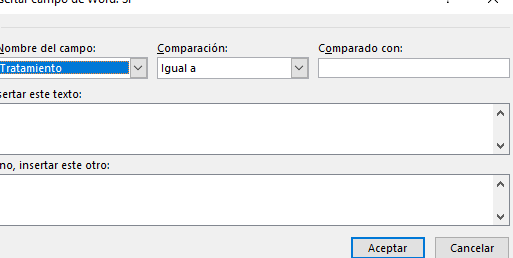 sertar campo de Word: Si
Nombre del campo: Comparación: Comparado con:
Tratamiento Igual a
sertar este texto:
no, insertar este otro:
Aceptar Cancelar